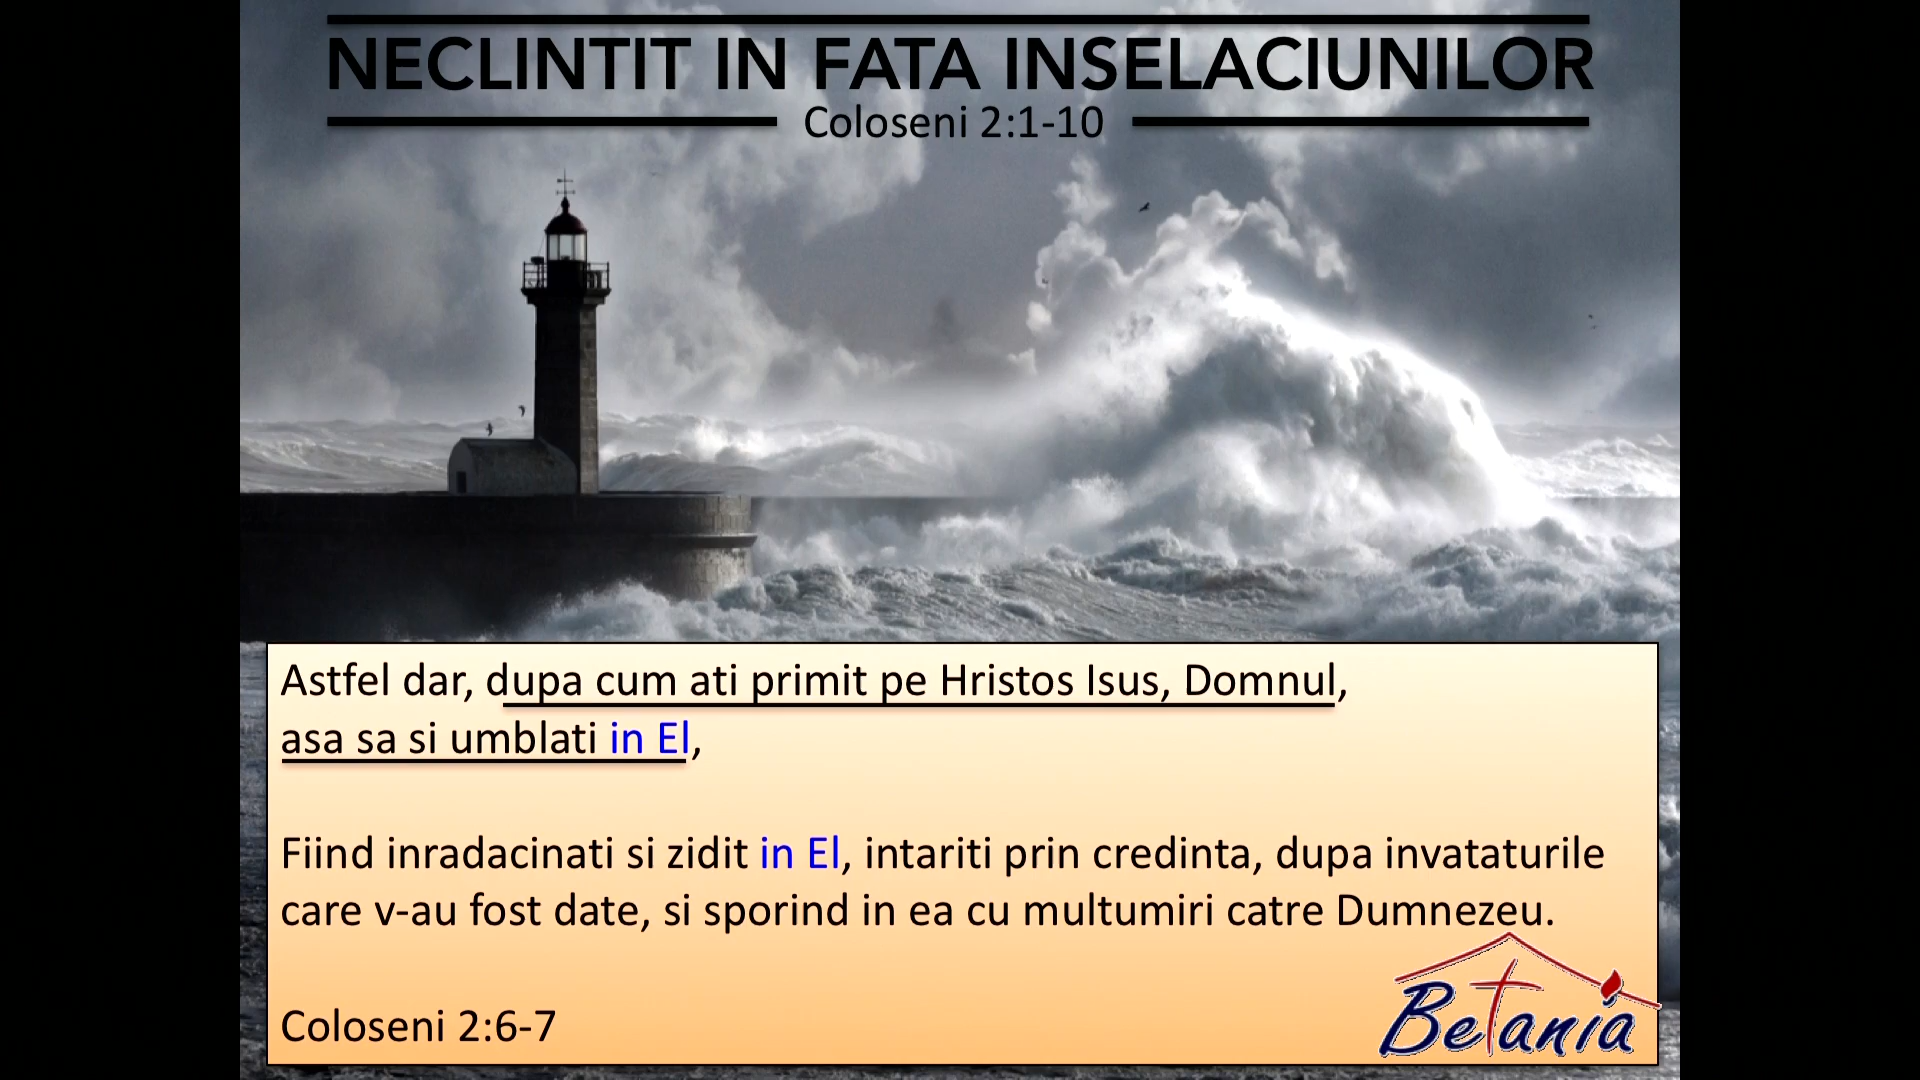 NECLINTIT IN FATA INSELACIUNILOR
Coloseni 2:1-10
Astfel dar, dupa cum ati primit pe Hristos Isus, Domnul,
asa sa si umblati in El,
Fiind inradacinati si zidit in El, intariti prin credinta, dupa invataturile
care v-au fost date, si sporind in ea cu multumiri catre Dumnezeu.
Coloseni 2:6-7
Betania